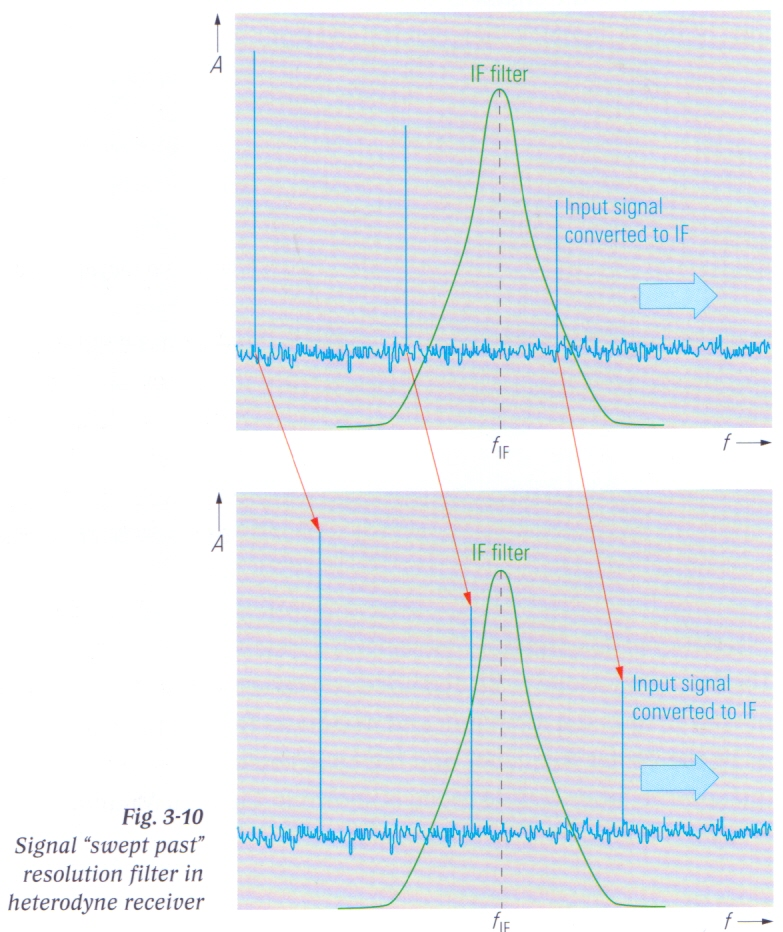 A
IF filter
Input signal
converted to IF
f_IF
f
A
IF filter
Input signal
converted to IF
f_IF
f
Fig. 3-10
Signal “swept past”
resolution filter in
heterodyne receiver